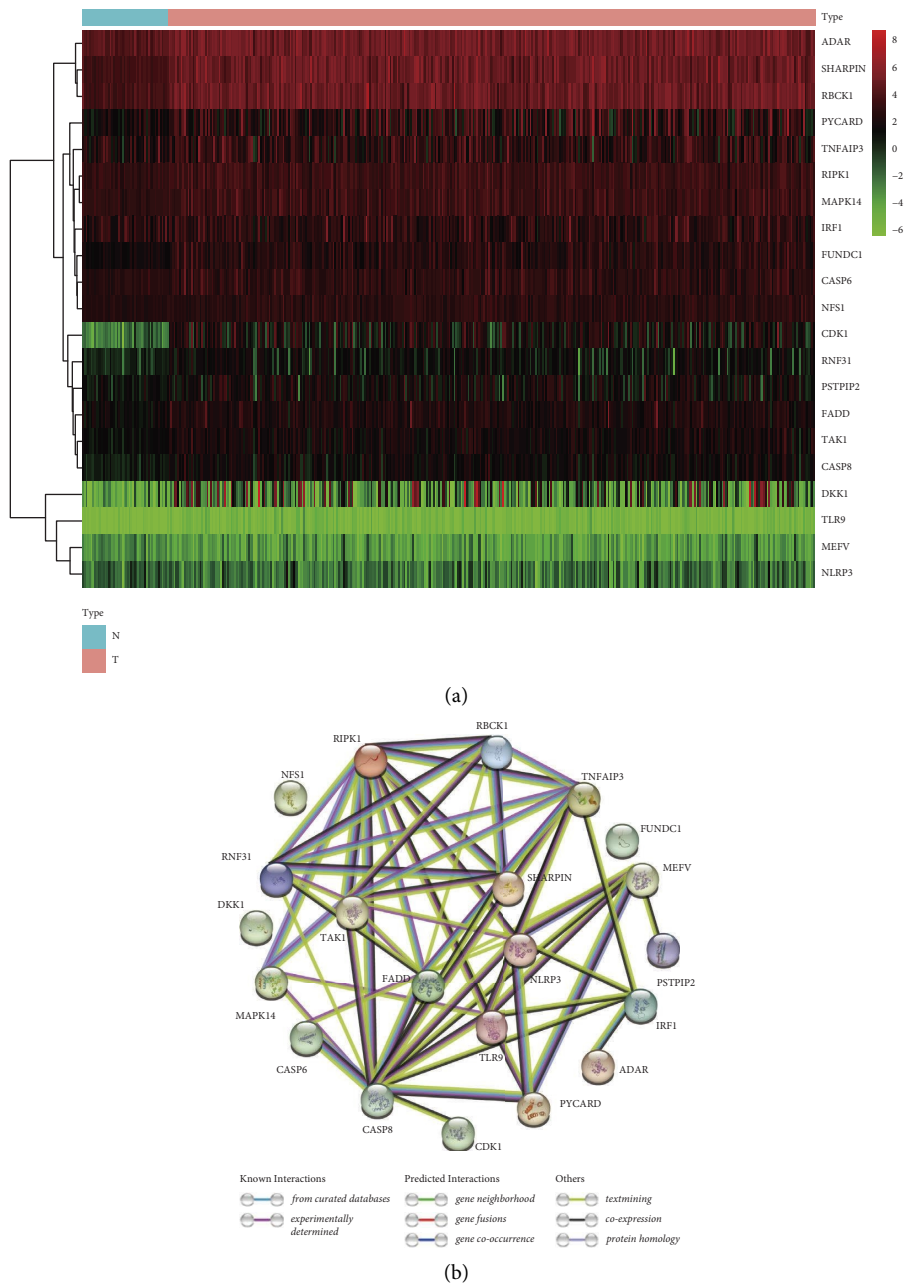 Type
ADAR
SHARPIN
RBCK1
PYCARD
TNFAIP3
RIPK1
MAPK14
IRF1
FUNDC1
CASP6
NFS1
CDK1
RNF31
PSTPIP2
FADD
TAK1
CASP8
DKK1
TLR9
MEFV
NLRP3
8
6
4
2
0
−2
−4
−6
Type
N
T
(a)
RBCK1
RIPK1
TNFAIP3
NFS1
FUNDC1
RNF31
MEFV
SHARPIN
DKK1
TAK1
FADD
NLRP3
PSTPIP2
MAPK14
IRF1
TLR9
CASP6
ADAR
PYCARD
CASP8
CDK1
Known Interactions
from curated databases
experimentally
determined
Predicted Interactions
gene neighborhood
gene fusions
gene co-occurrence
Others
textmining
co-expression
protein homology
(b)